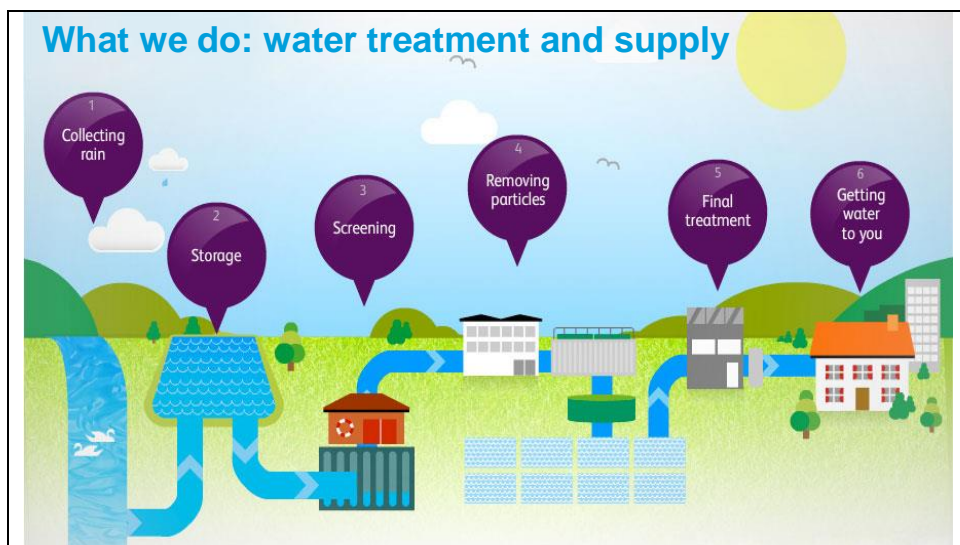 What we do: water treatment and supply
1
Collecting
rain
2
Storage
3
Screening
4
Removing
particles
5
Final
treatment
6
Getting
water
to you